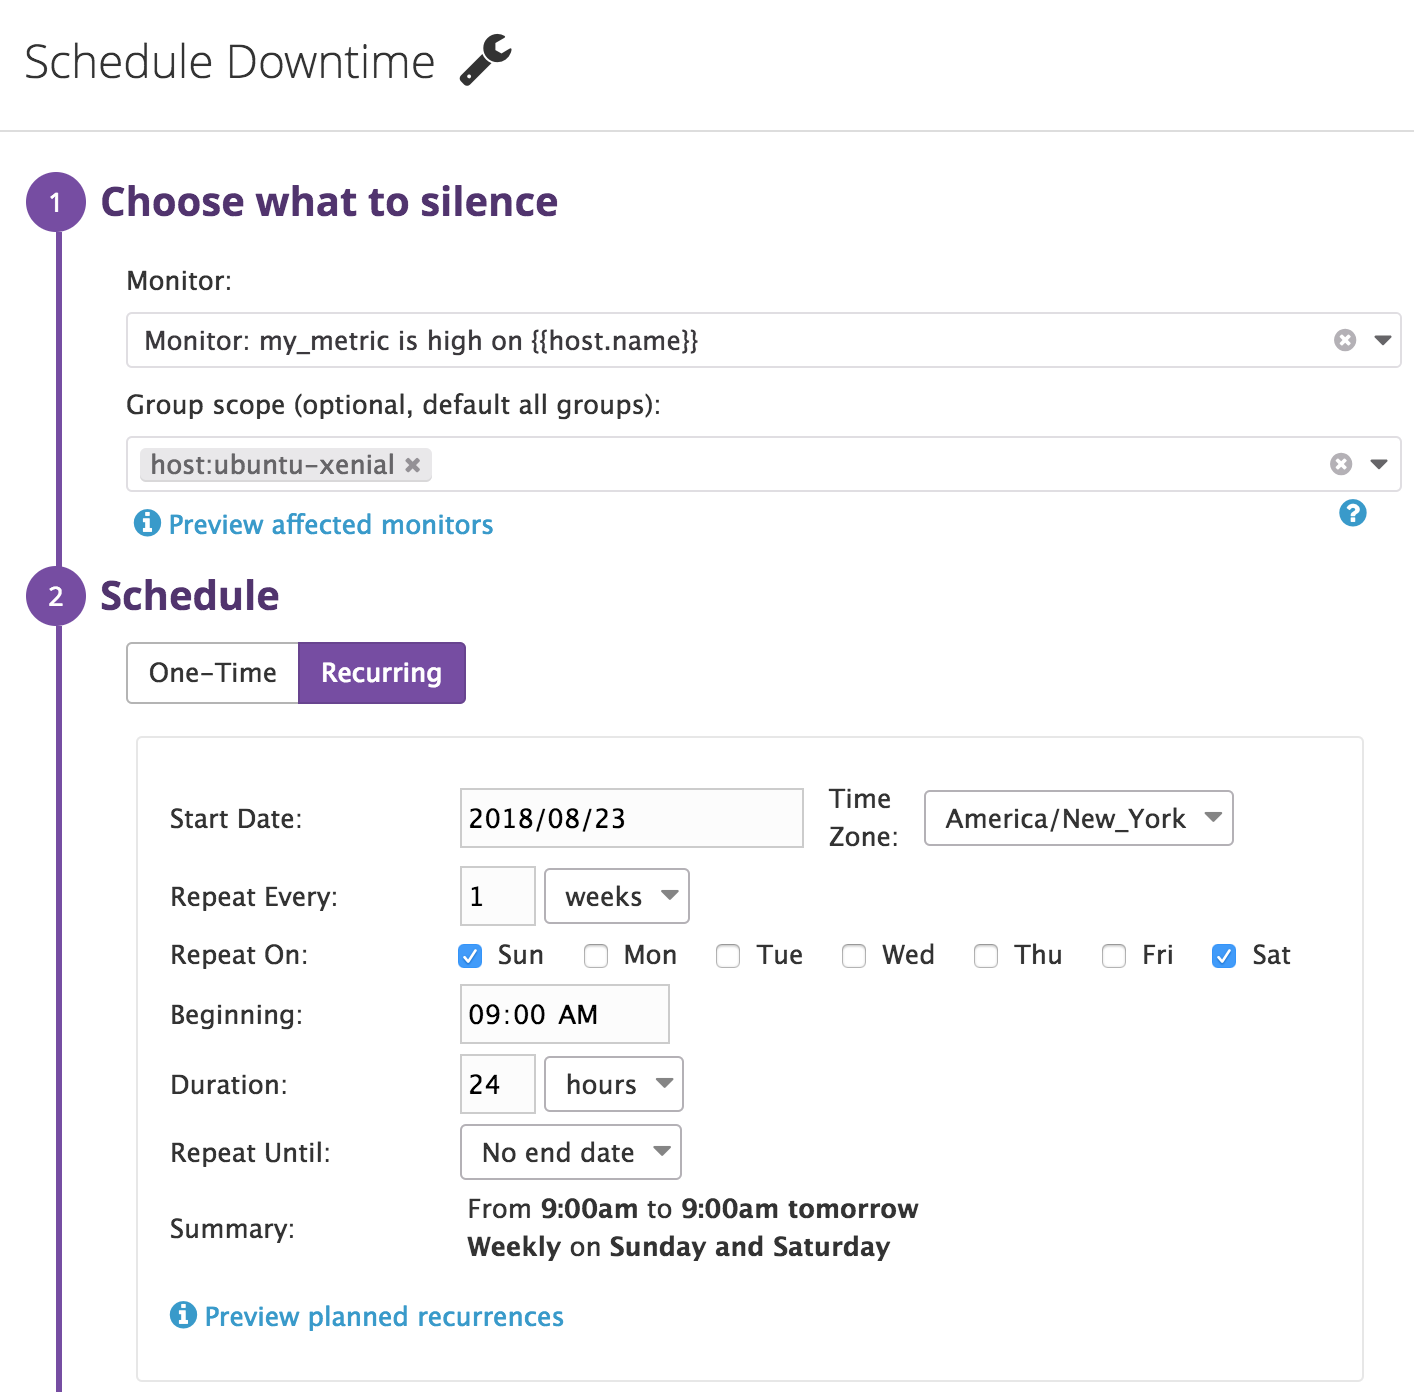 Schedule Downtime
1 Choose what to silence
Monitor:
Monitor: my_metric is high on {{host.name}}
Group scope (optional, default all groups):
host:ubuntu-xenial
Preview affected monitors
2 Schedule
One-Time Recurring
Start Date: 2018/08/23 Time Zone: America/New_York
Repeat Every: 1 weeks
Repeat On: Sun Mon Tue Wed Thu Fri Sat
Beginning: 09:00 AM
Duration: 24 hours
Repeat Until: No end date
Summary: From 9:00am to 9:00am tomorrow
Weekly on Sunday and Saturday
Preview planned recurrences